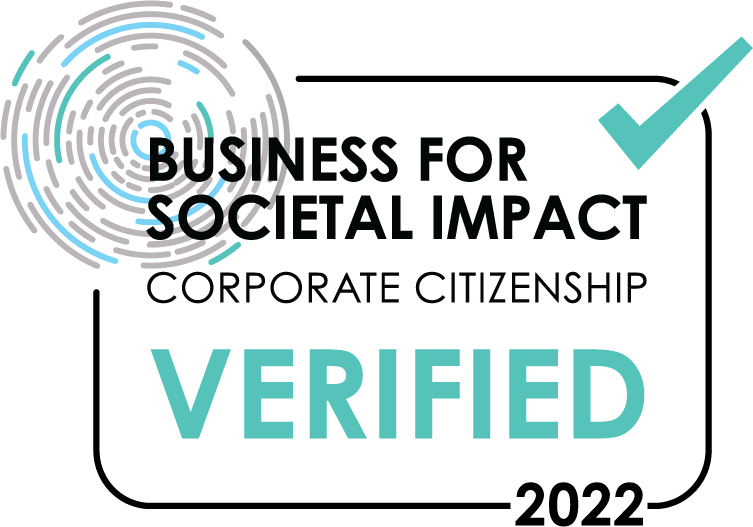 BUSINESS FOR
SOCIETAL IMPACT
CORPORATE CITIZENSHIP
VERIFIED
2022